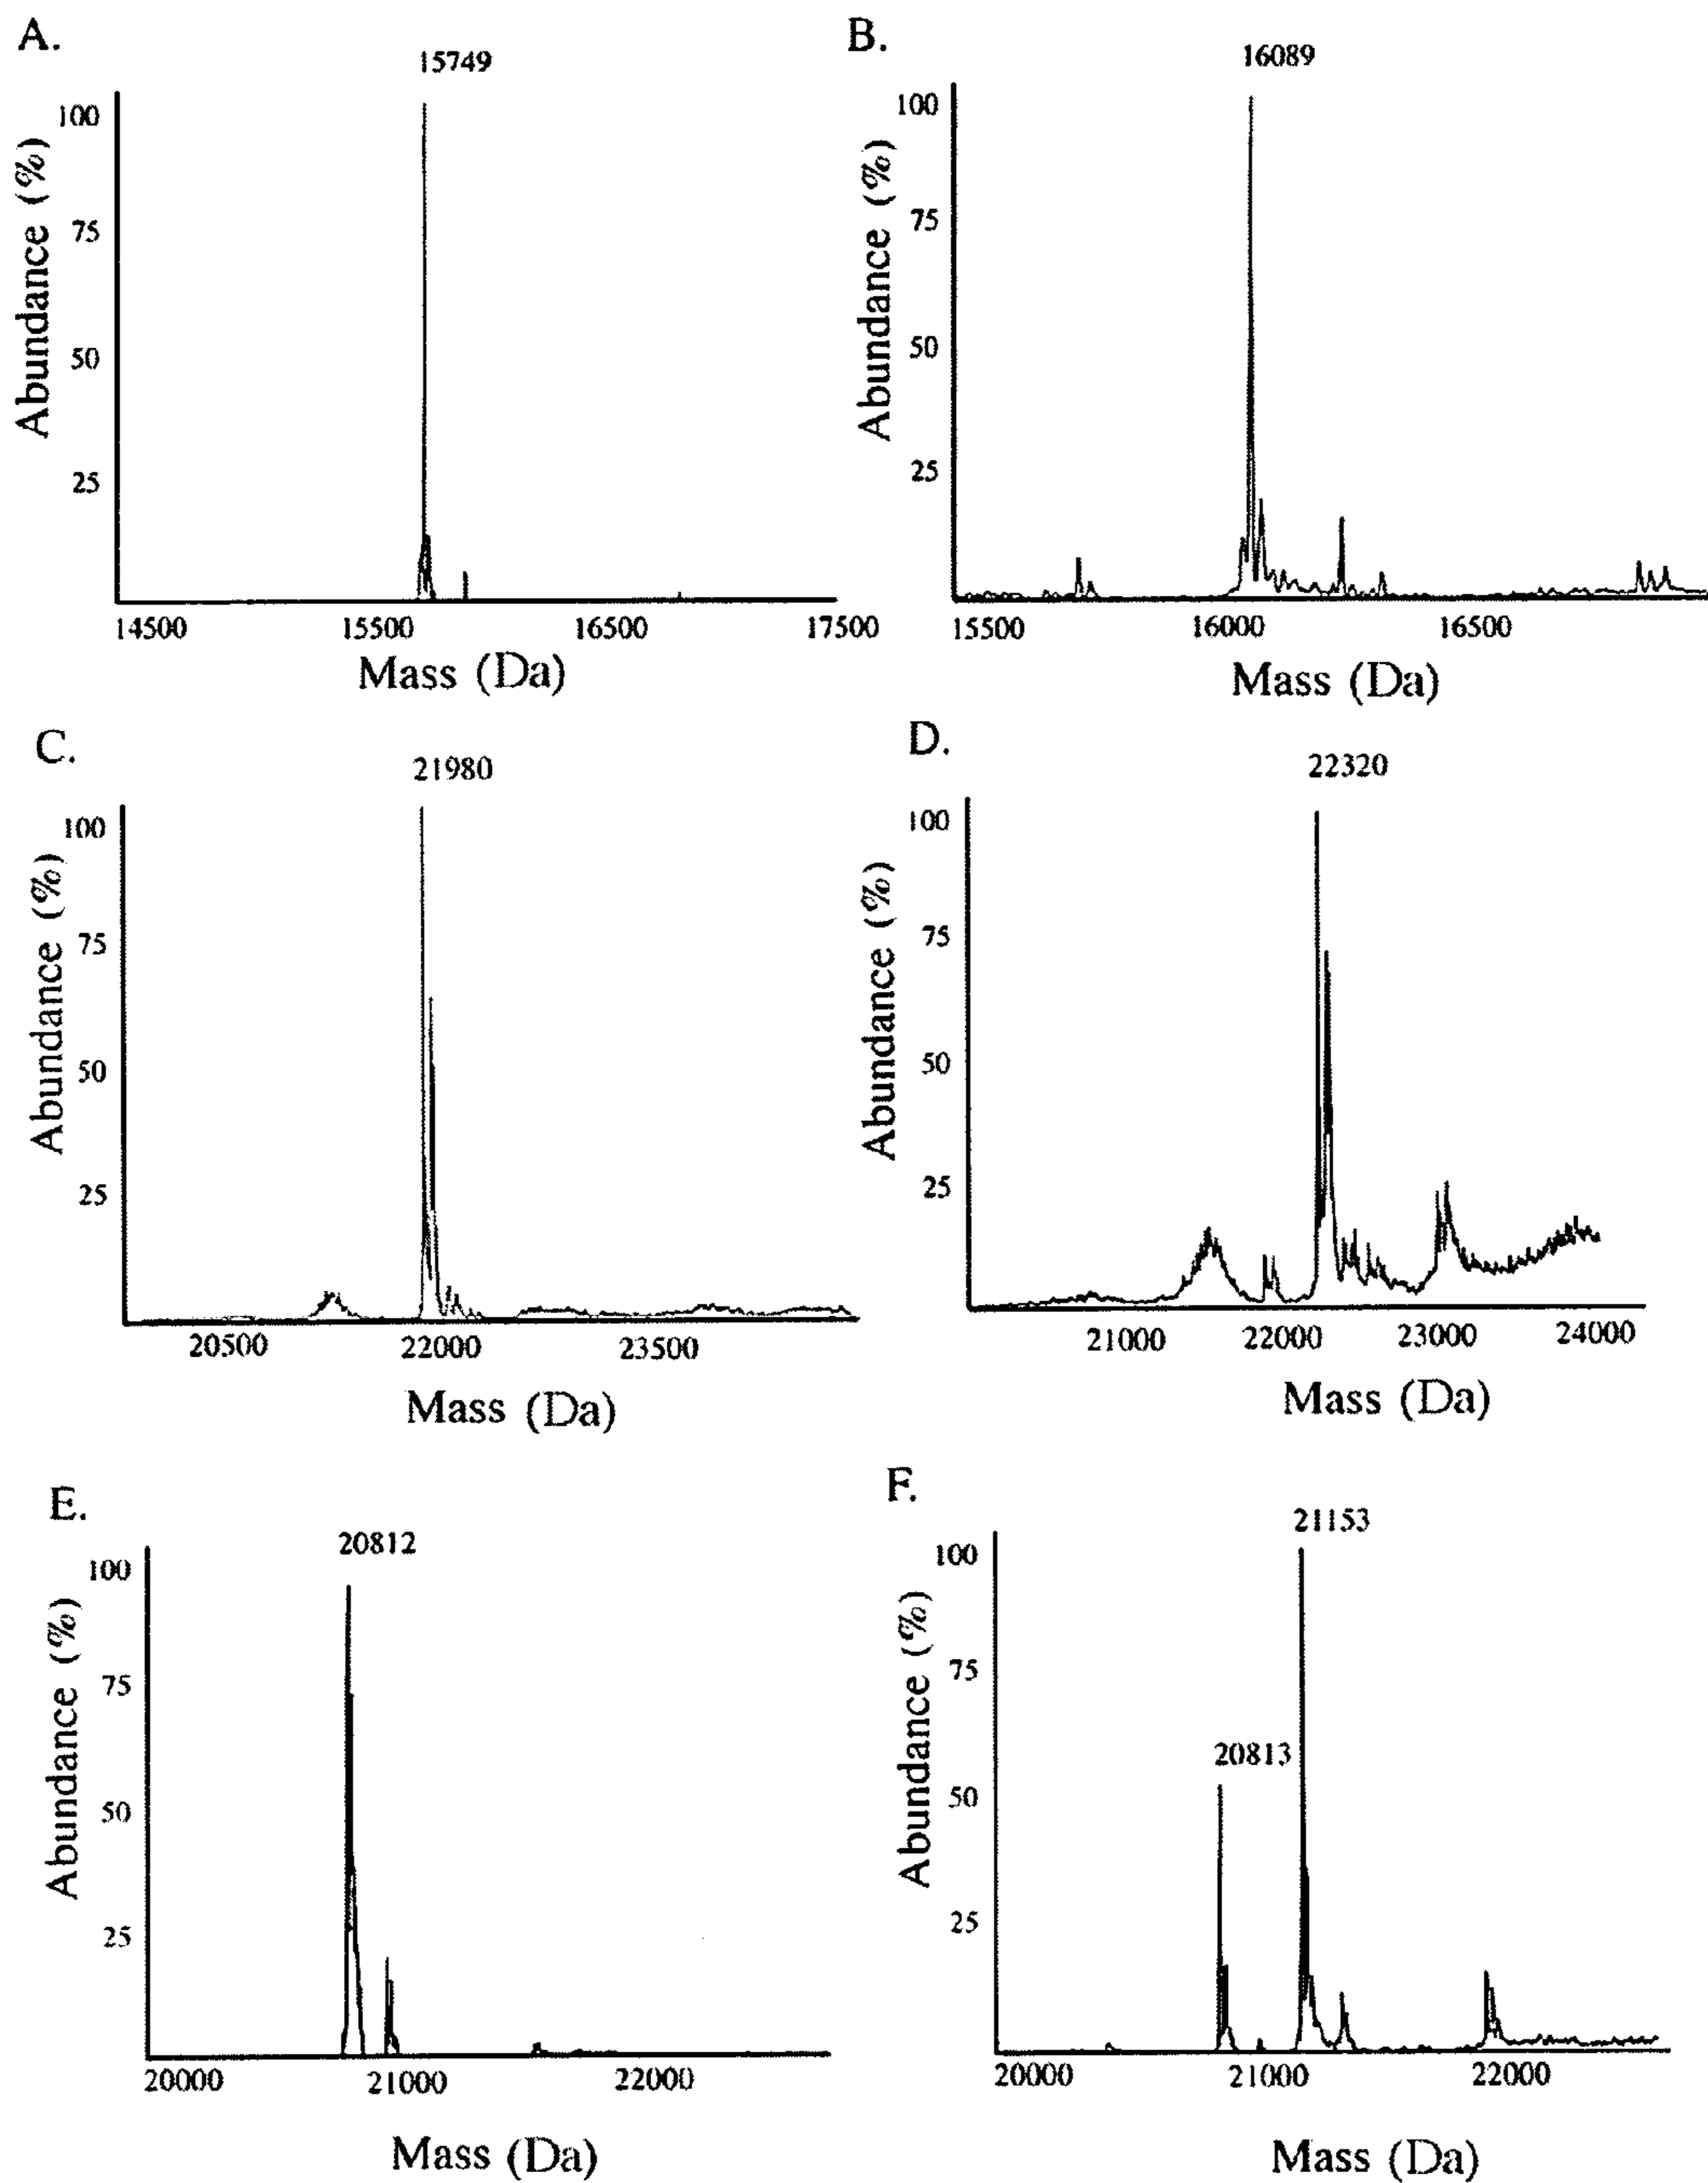 A.
15749
Abundance (%)
100
75
50
25
14500 15500 16500 17500
Mass (Da)
B.
16089
Abundance (%)
100
75
50
25
15500 16000 16500
Mass (Da)
C.
21980
Abundance (%)
100
75
50
25
20500 22000 23500
Mass (Da)
D.
22320
Abundance (%)
100
75
50
25
21000 22000 23000 24000
Mass (Da)
E.
20812
Abundance (%)
100
75
50
25
20000 21000 22000
Mass (Da)
F.
21153
20813
Abundance (%)
100
75
50
25
20000 21000 22000
Mass (Da)